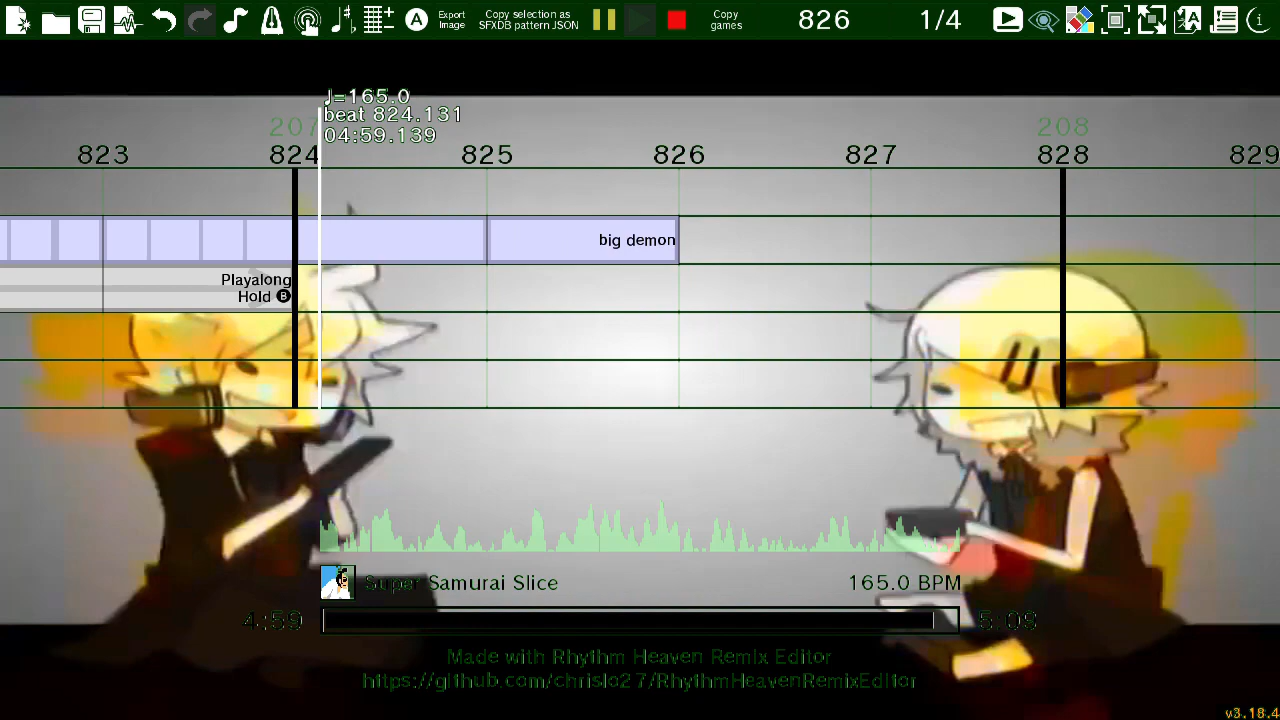 A
Export
Image
Copy selection as
SFXDB pattern JSON
Copy
games
826
1/4
♩=165.0
beat 824.131
04:59.139
207
208
823
824
825
826
827
828
829
big demon
Playalong
Hold B
Super Samurai Slice
165.0 BPM
4:59
5:09
Made with Rhythm Heaven Remix Editor
https://github.com/chrislo27/RhythmHeavenRemixEditor
v3.18.4